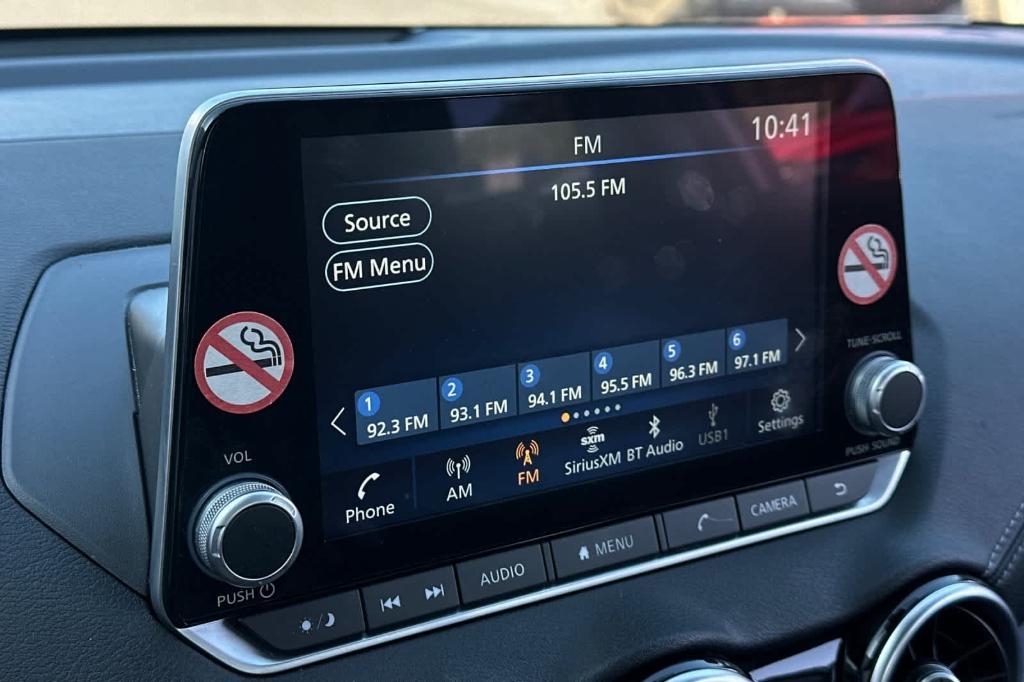 FM
10:41
105.5 FM
Source
FM Menu
1 92.3 FM
2 93.1 FM
3 94.1 FM
4 95.5 FM
5 96.3 FM
6 97.1 FM
Phone
AM
FM
sxm
SiriusXM
BT Audio
USB1
Settings
VOL
PUSH
TUNE·SCROLL
PUSH SOUND
AUDIO
MENU
CAMERA